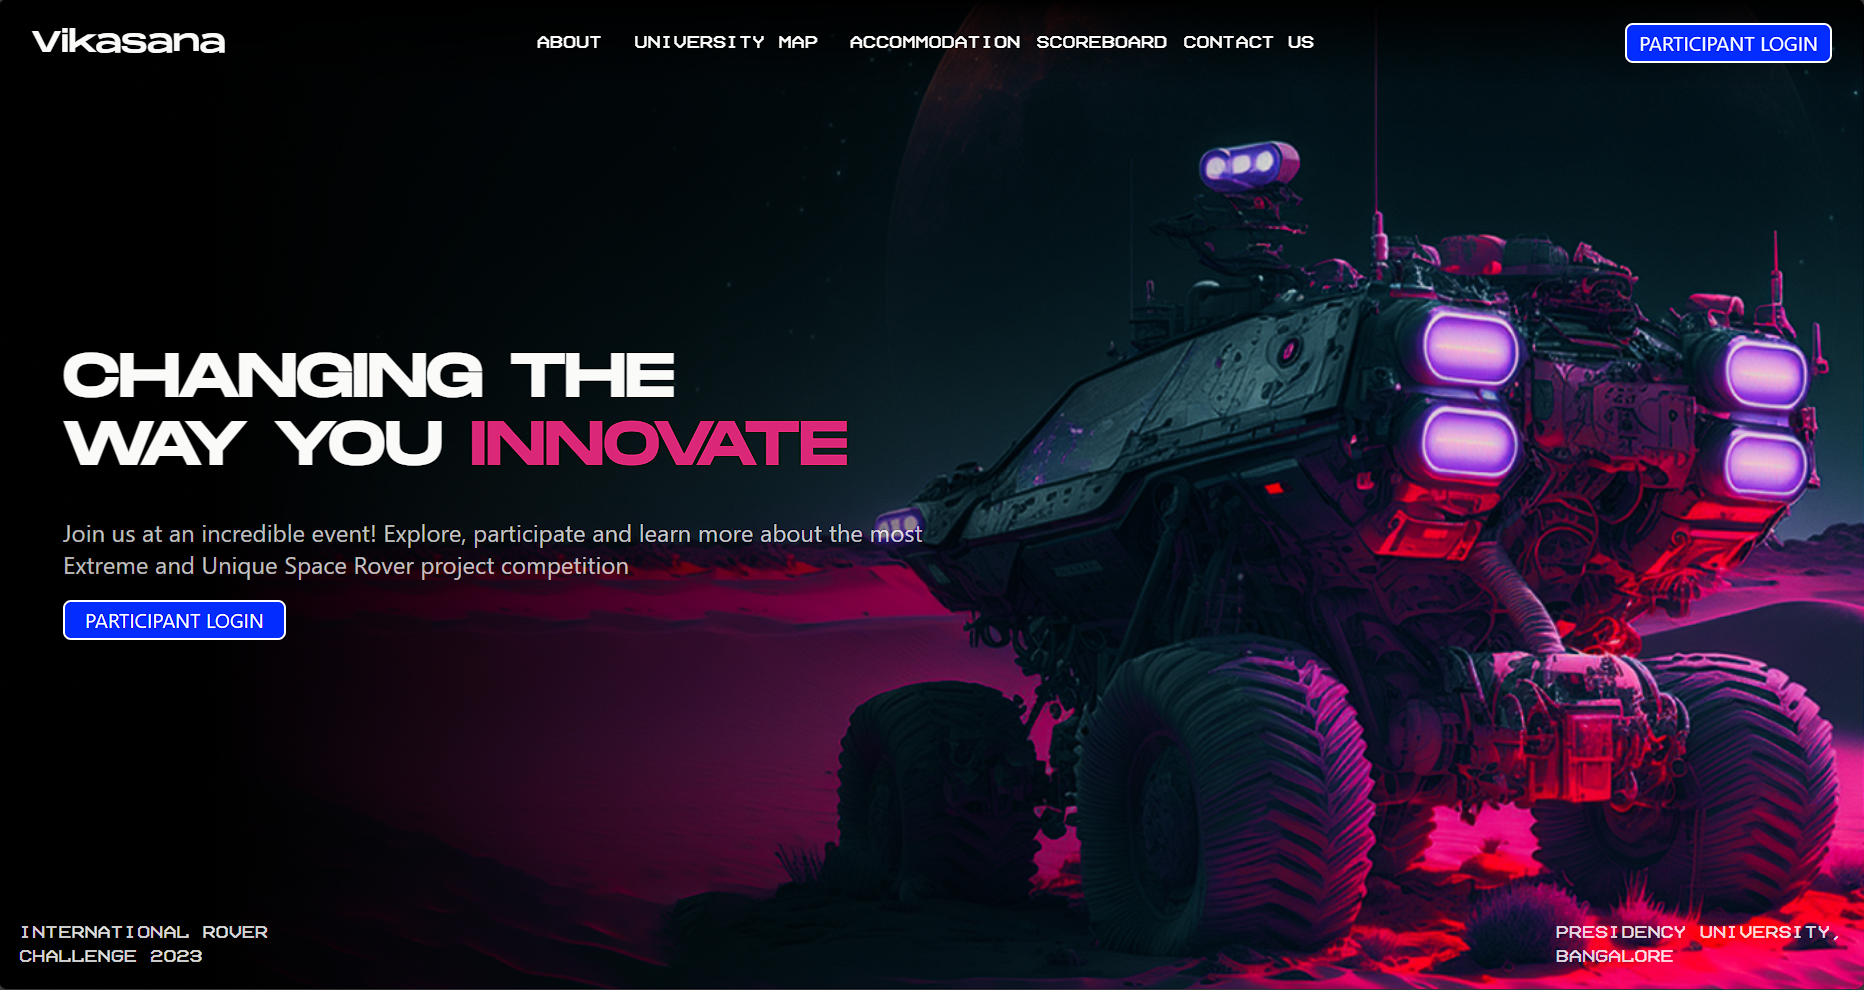 Vikasana
ABOUT UNIVERSITY MAP ACCOMMODATION SCOREBOARD CONTACT US
PARTICIPANT LOGIN
CHANGING THE
WAY YOU INNOVATE
Join us at an incredible event! Explore, participate and learn more about the most
Extreme and Unique Space Rover project competition
PARTICIPANT LOGIN
INTERNATIONAL ROVER
CHALLENGE 2023
PRESIDENCY UNIVERSITY,
BANGALORE